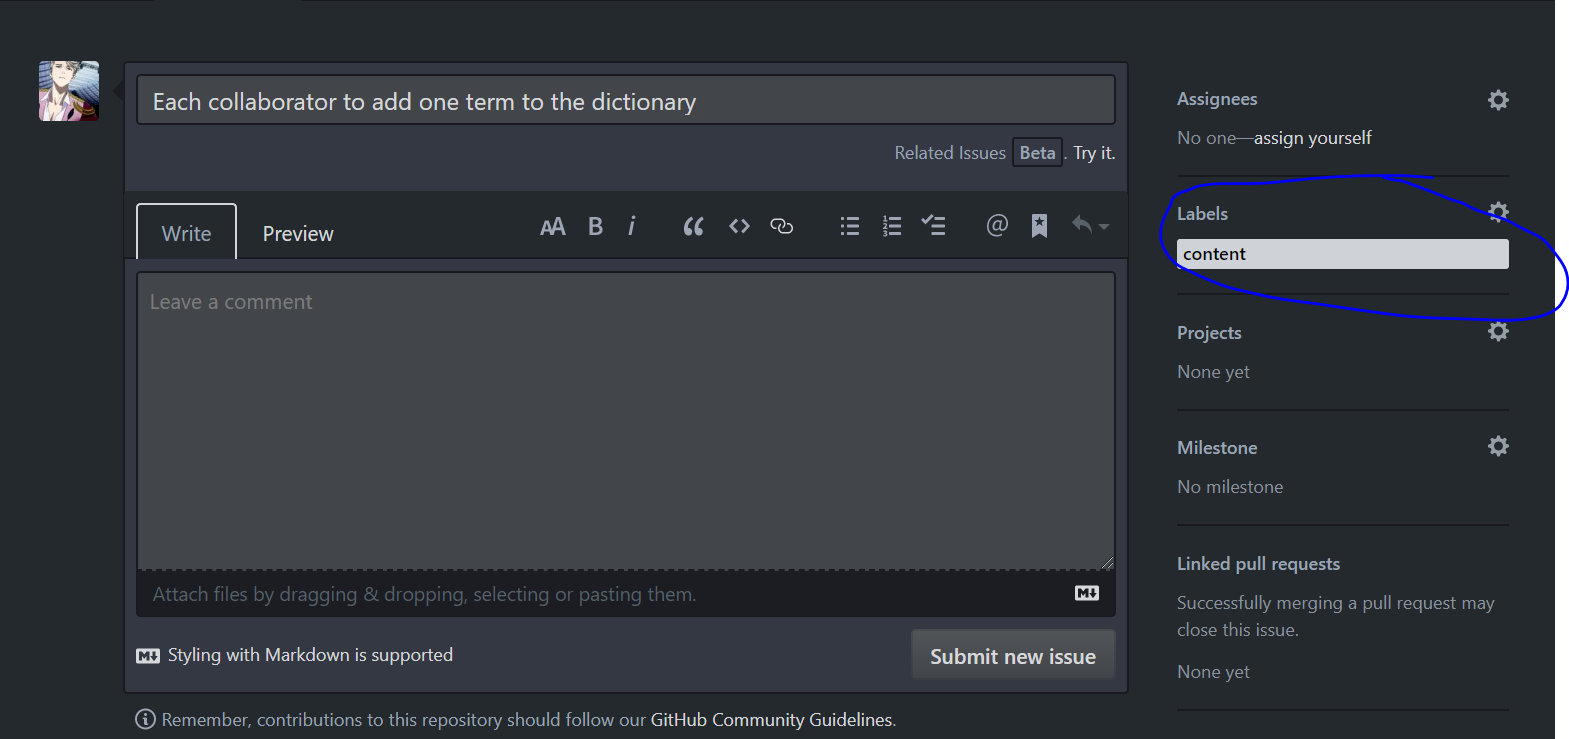 Each collaborator to add one term to the dictionary
Related Issues Beta . Try it.
Write Preview
AA B i @
Leave a comment
Attach files by dragging & dropping, selecting or pasting them.
Styling with Markdown is supported
Submit new issue
Remember, contributions to this repository should follow our GitHub Community Guidelines.
Assignees
No one—assign yourself
Labels
content
Projects
None yet
Milestone
No milestone
Linked pull requests
Successfully merging a pull request may
close this issue.
None yet